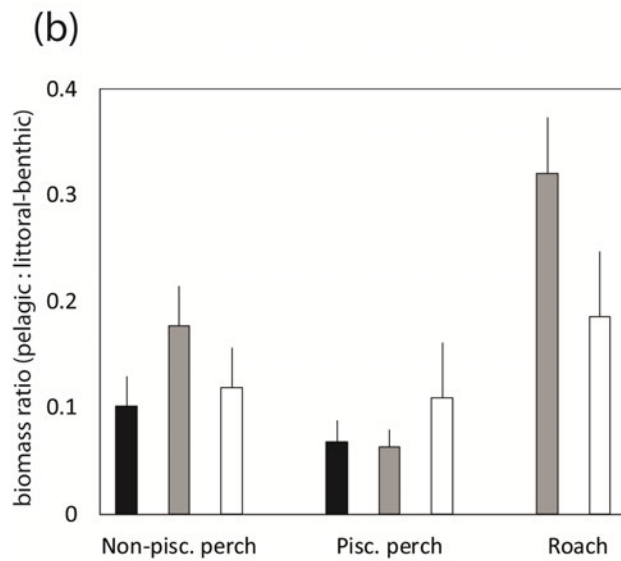 (b)
biomass ratio (pelagic : littoral-benthic)
0.4
0.3
0.2
0.1
0
Non-pisc. perch
Pisc. perch
Roach